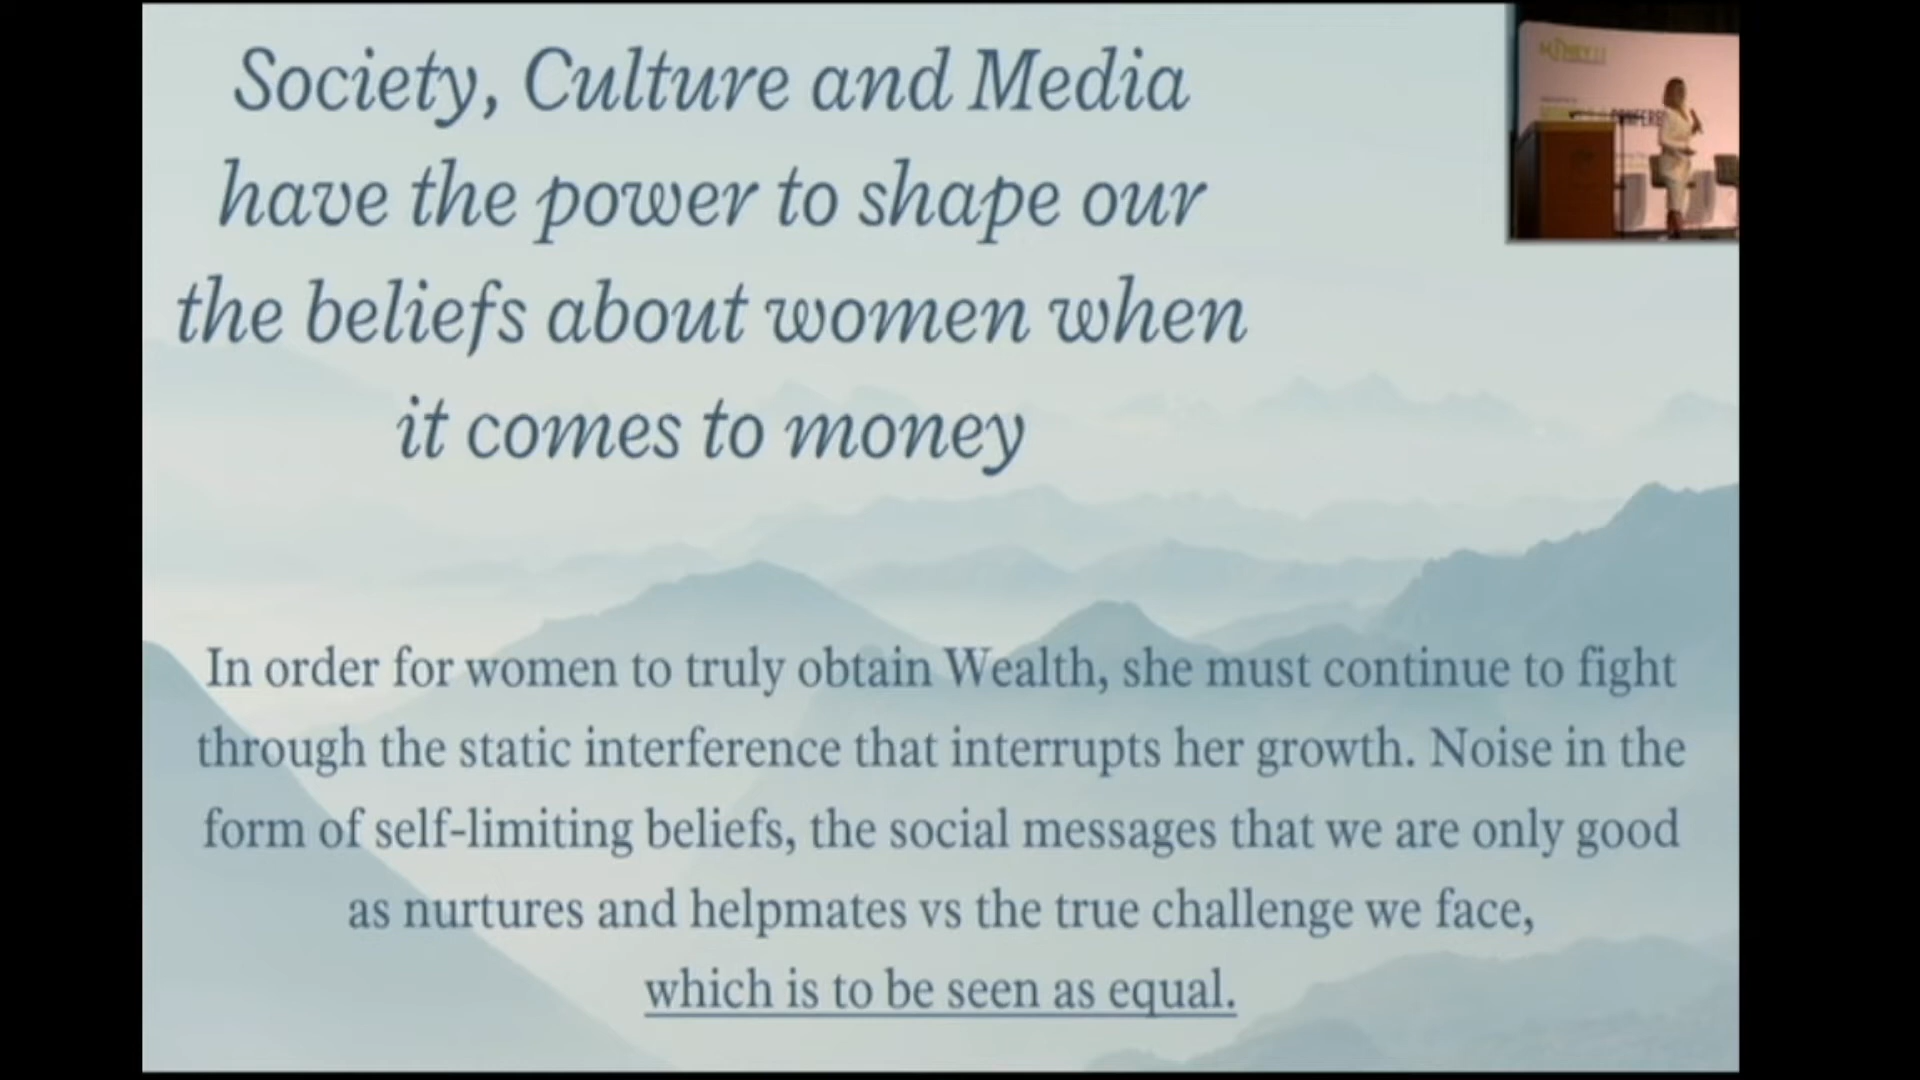 Society, Culture and Media
have the power to shape our
the beliefs about women when
it comes to money
In order for women to truly obtain Wealth, she must continue to fight
through the static interference that interrupts her growth. Noise in the
form of self-limiting beliefs, the social messages that we are only good
as nurtures and helpmates vs the true challenge we face,
which is to be seen as equal.